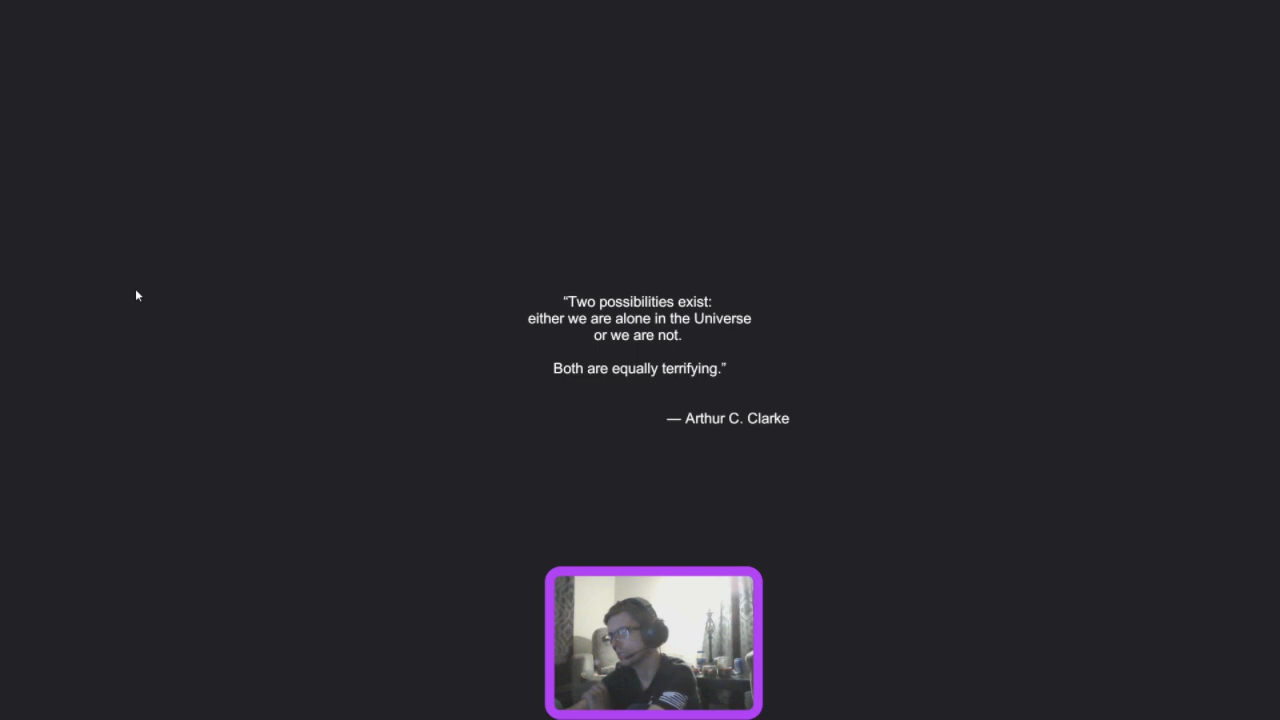 “Two possibilities exist:
either we are alone in the Universe
or we are not.
Both are equally terrifying.”
— Arthur C. Clarke